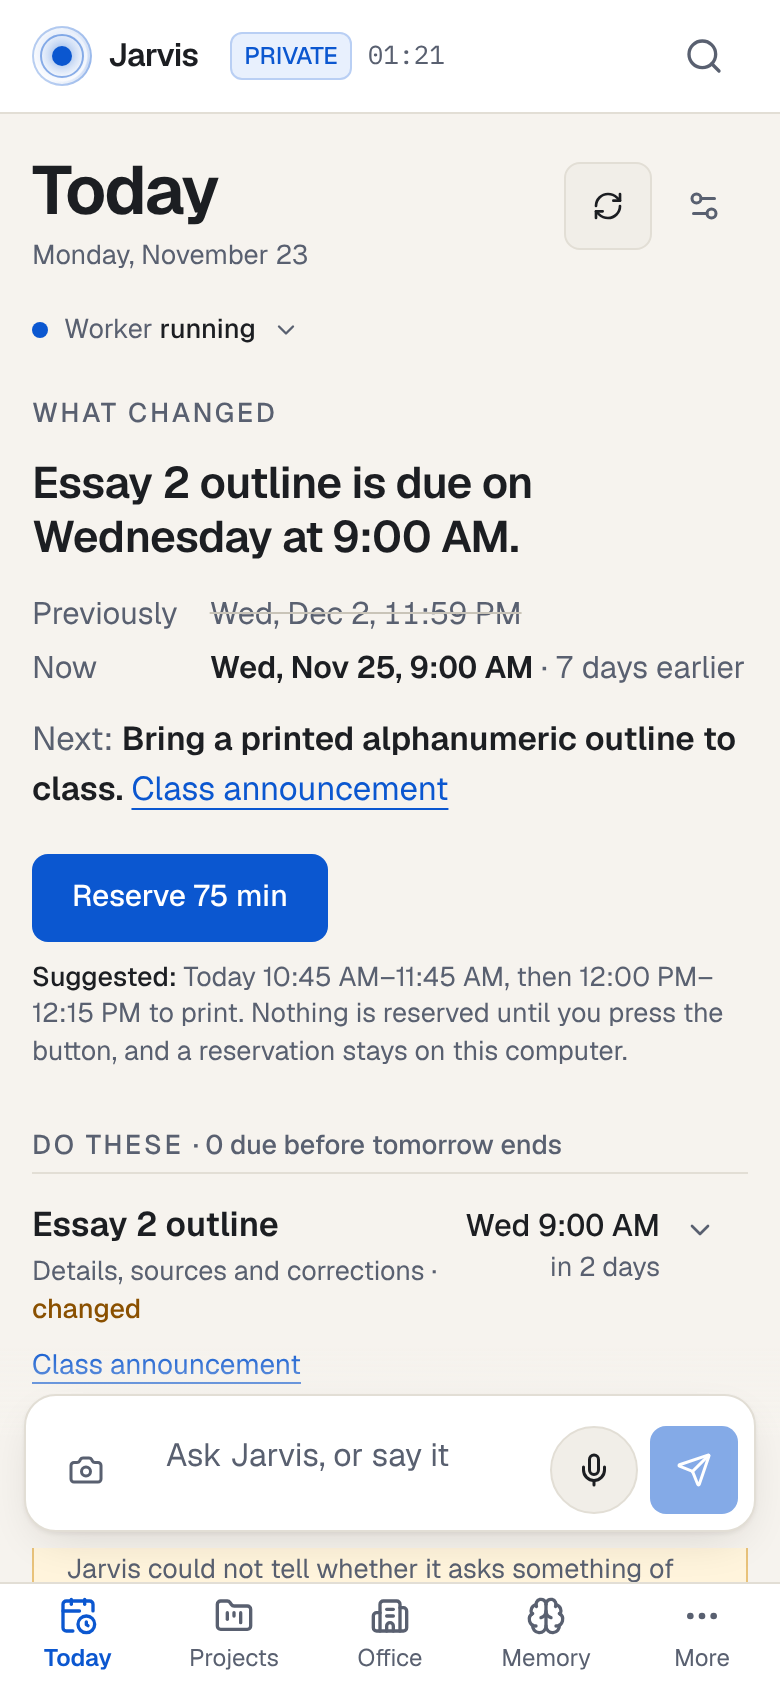 Jarvis PRIVATE 01:21
Today
Monday, November 23
Worker running
WHAT CHANGED
Essay 2 outline is due on
Wednesday at 9:00 AM.
Previously Wed, Dec 2, 11:59 PM
Now Wed, Nov 25, 9:00 AM · 7 days earlier
Next: Bring a printed alphanumeric outline to
class. Class announcement
Reserve 75 min
Suggested: Today 10:45 AM–11:45 AM, then 12:00 PM–
12:15 PM to print. Nothing is reserved until you press the
button, and a reservation stays on this computer.
DO THESE · 0 due before tomorrow ends
Essay 2 outline Wed 9:00 AM
Details, sources and corrections · in 2 days
changed
Class announcement
Ask Jarvis, or say it
Jarvis could not tell whether it asks something of
Today Projects Office Memory More